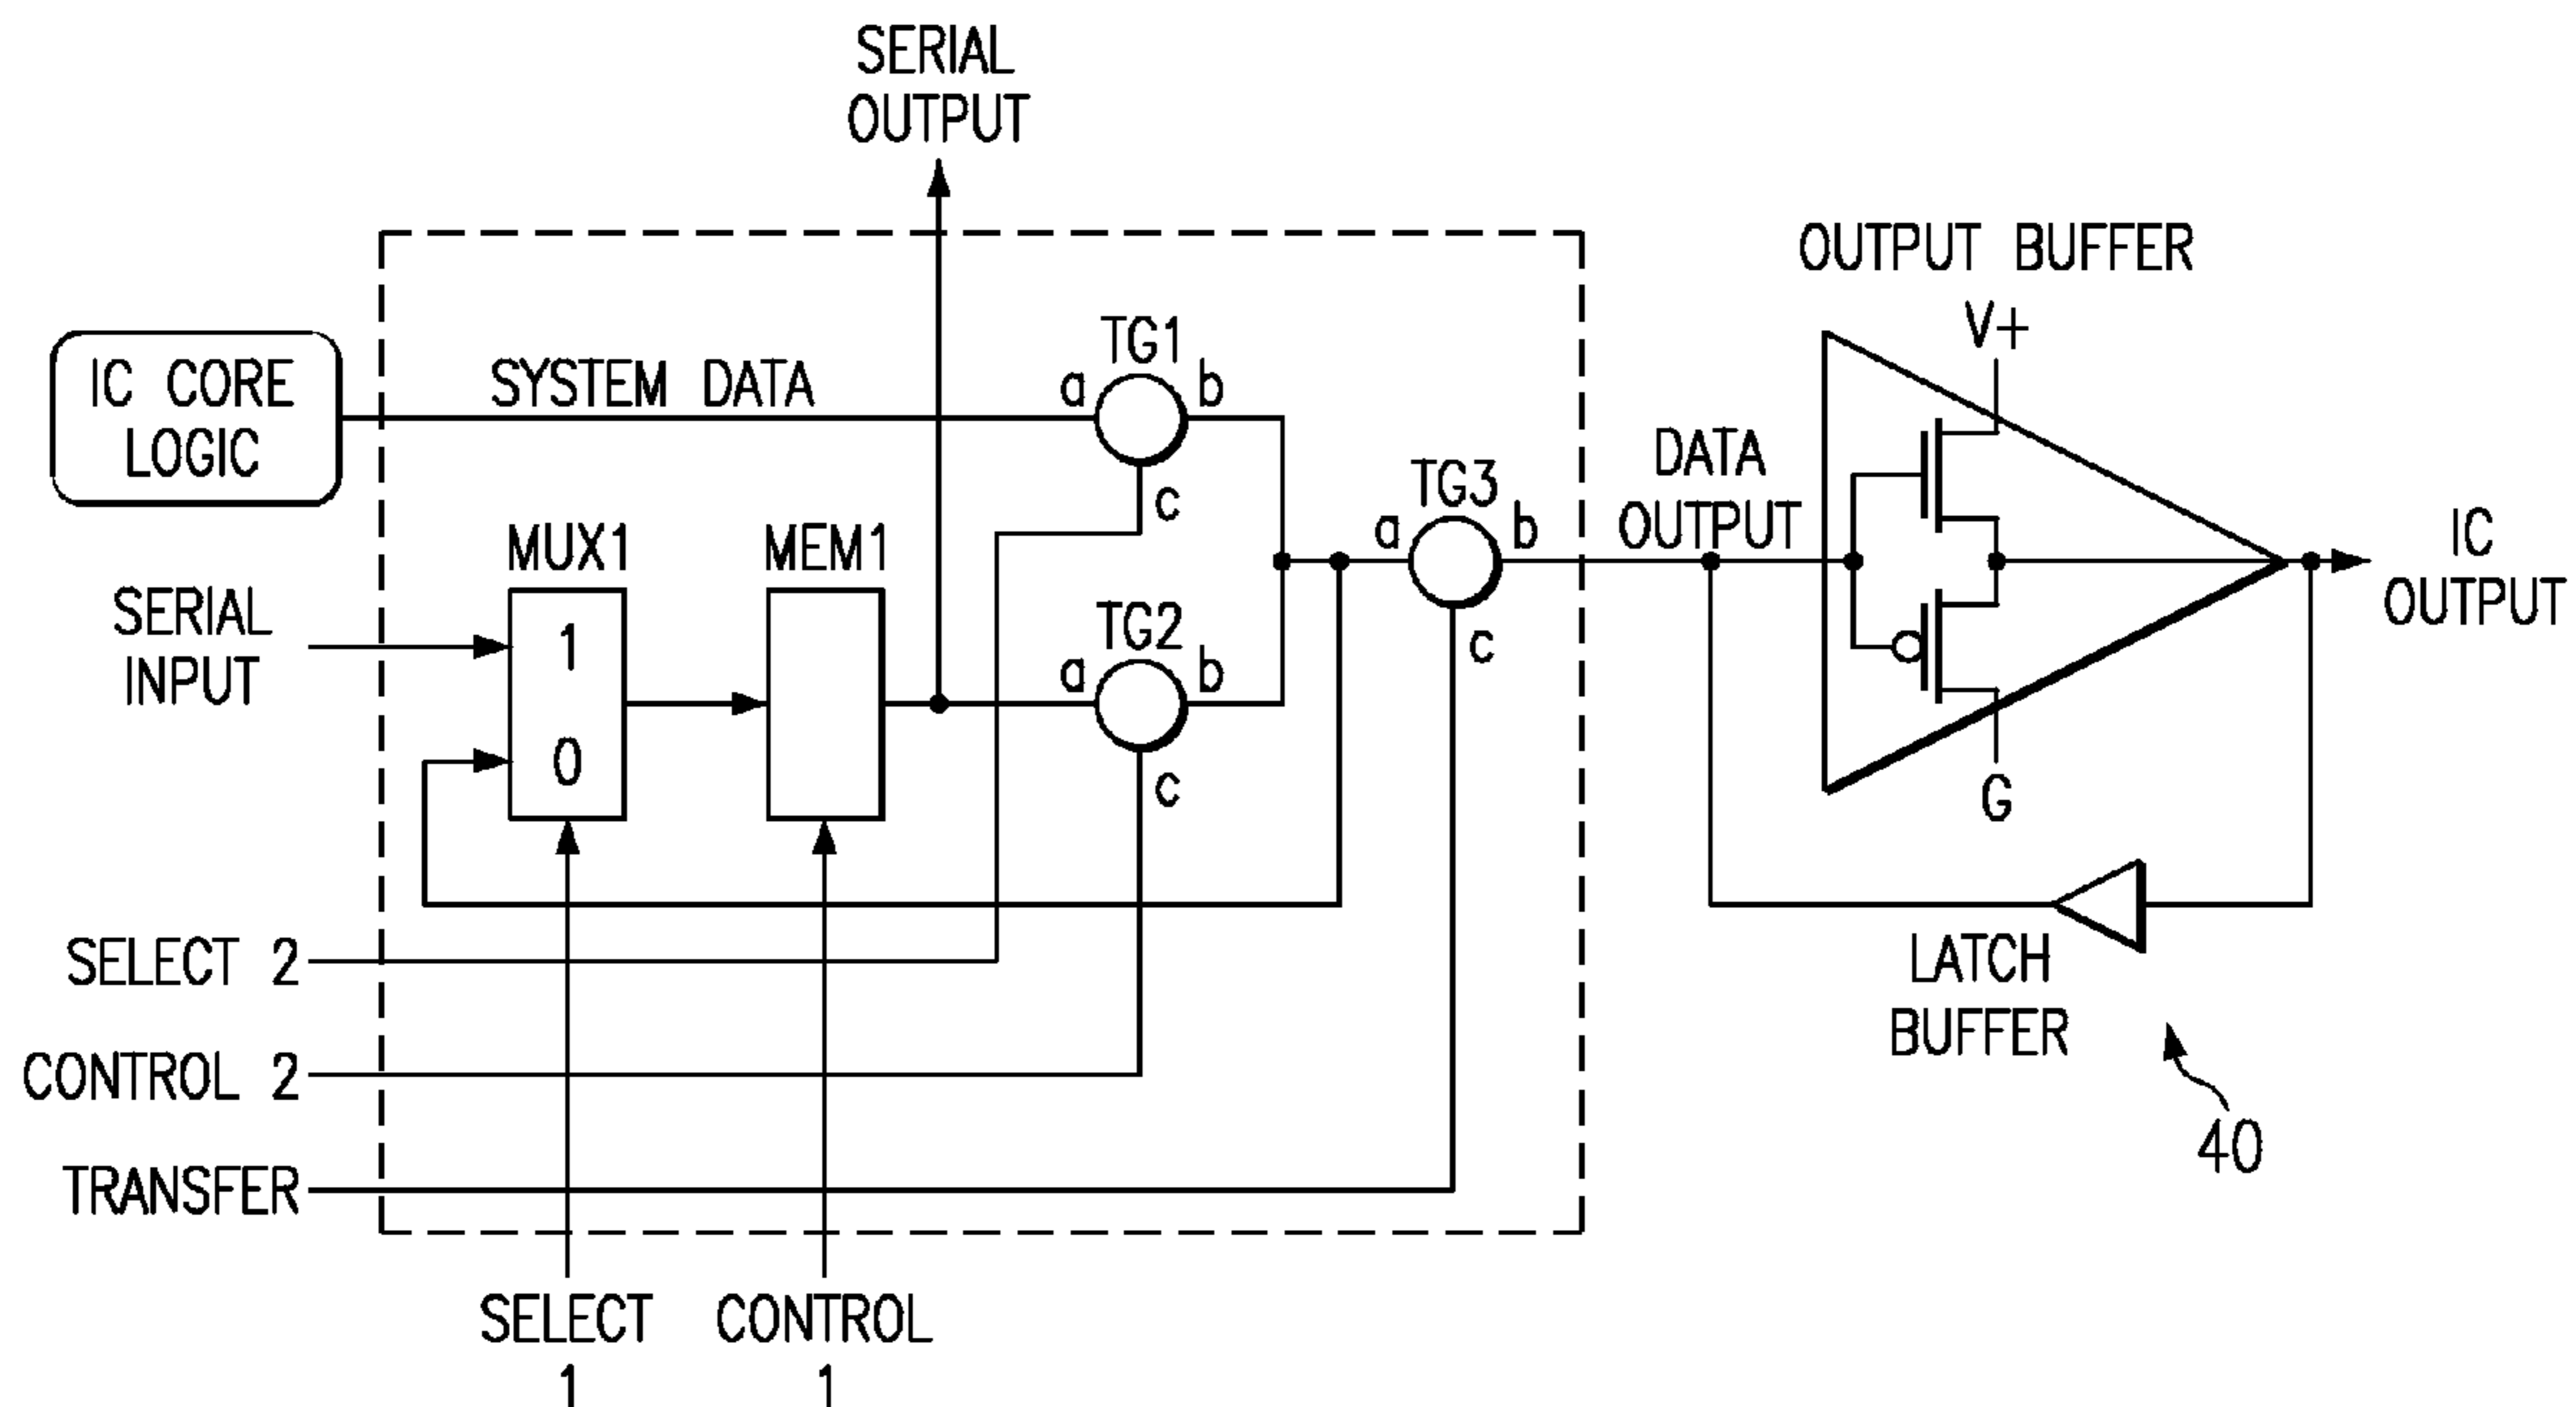 SERIAL
OUTPUT
OUTPUT BUFFER
V+
IC CORE
LOGIC
SYSTEM DATA
TG1
a
b
c
DATA
OUTPUT
TG3
a
b
c
IC
OUTPUT
MUX1
MEM1
SERIAL
INPUT
1
0
TG2
a
b
c
G
SELECT 2
LATCH
BUFFER
CONTROL 2
40
TRANSFER
SELECT
1
CONTROL
1